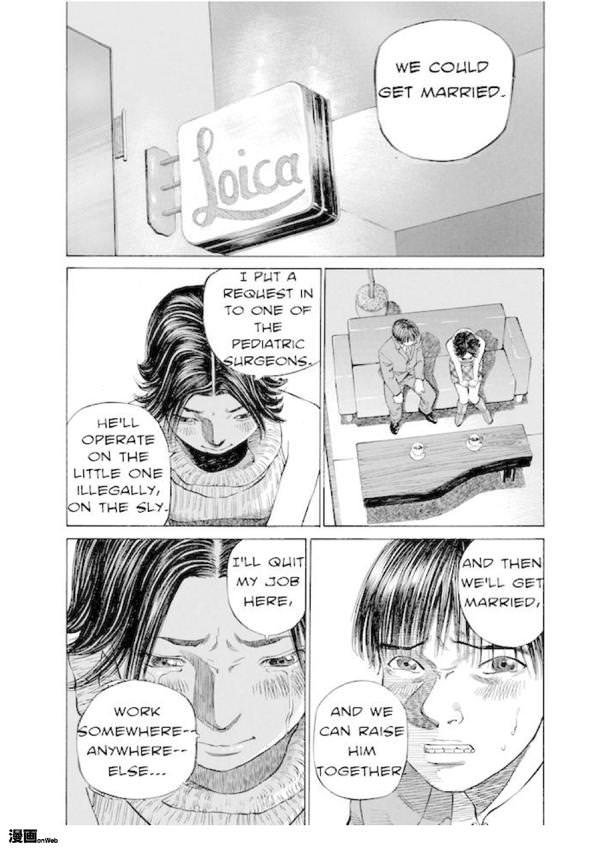 WE COULD
GET MARRIED.
Loica
I PUT A
REQUEST IN
TO ONE OF
THE
PEDIATRIC
SURGEONS.
HE'LL
OPERATE
ON THE
LITTLE ONE
ILLEGALLY,
ON THE SLY.
I'LL QUIT
MY JOB
HERE,
WORK
SOMEWHERE--
ANYWHERE--
ELSE...
AND THEN
WE'LL GET
MARRIED,
AND WE
CAN RAISE
HIM
TOGETHER.
漫画onWeb